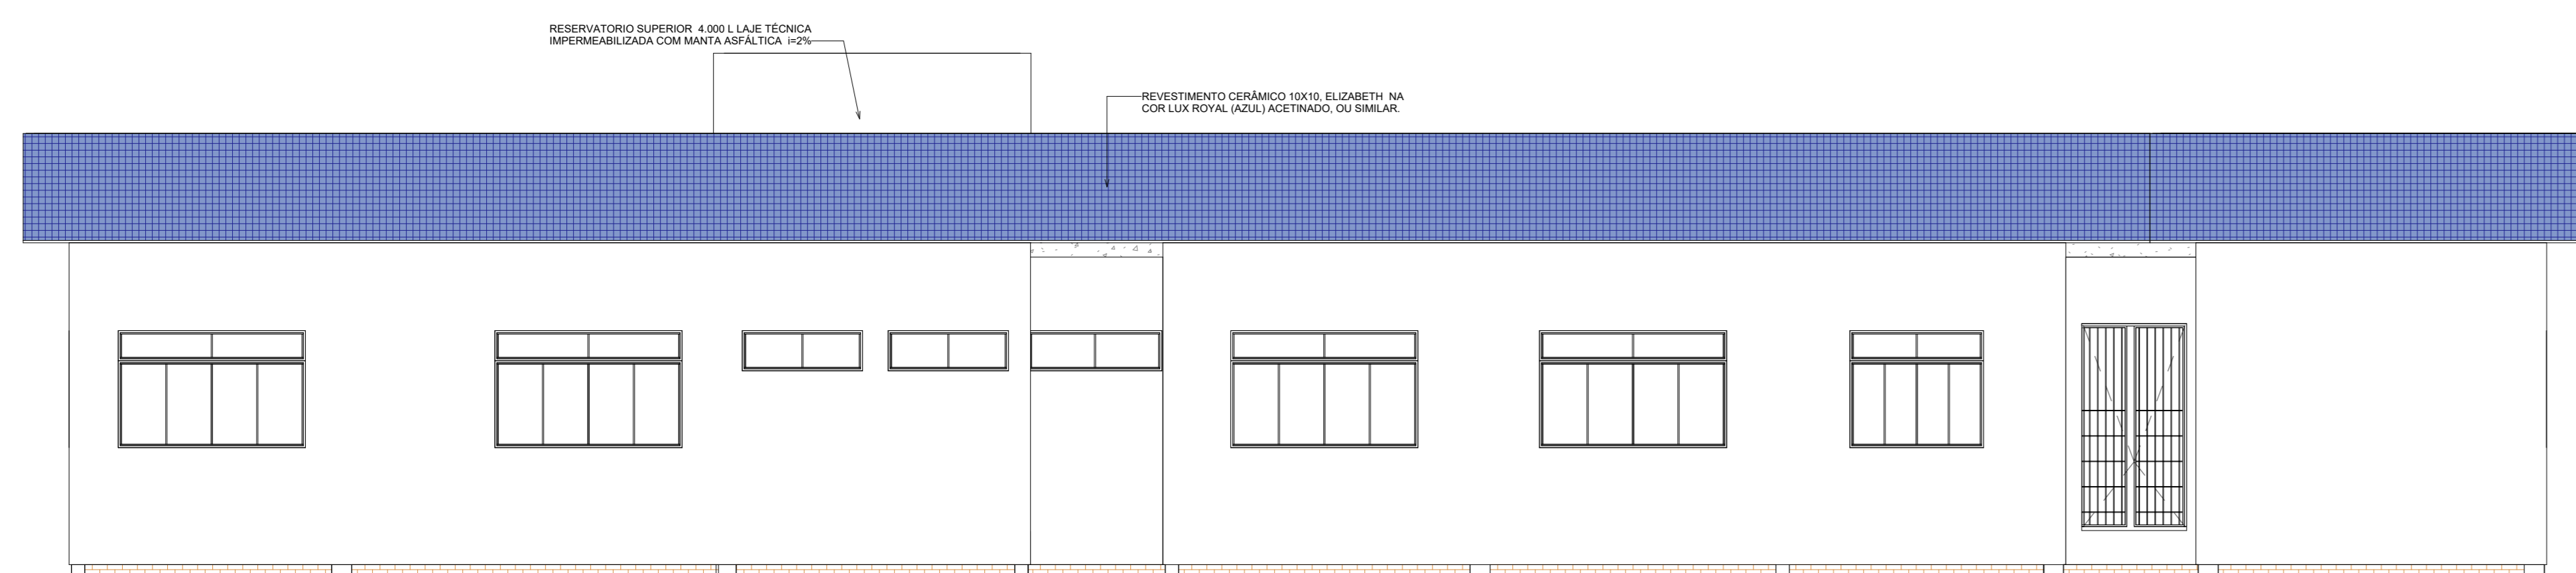 RESERVATORIO SUPERIOR 4.000 L LAJE TÉCNICA
IMPERMEABILIZADA COM MANTA ASFÁLTICA i=2%
REVESTIMENTO CERÂMICO 10X10, ELIZABETH NA
COR LUX ROYAL (AZUL) ACETINADO, OU SIMILAR.